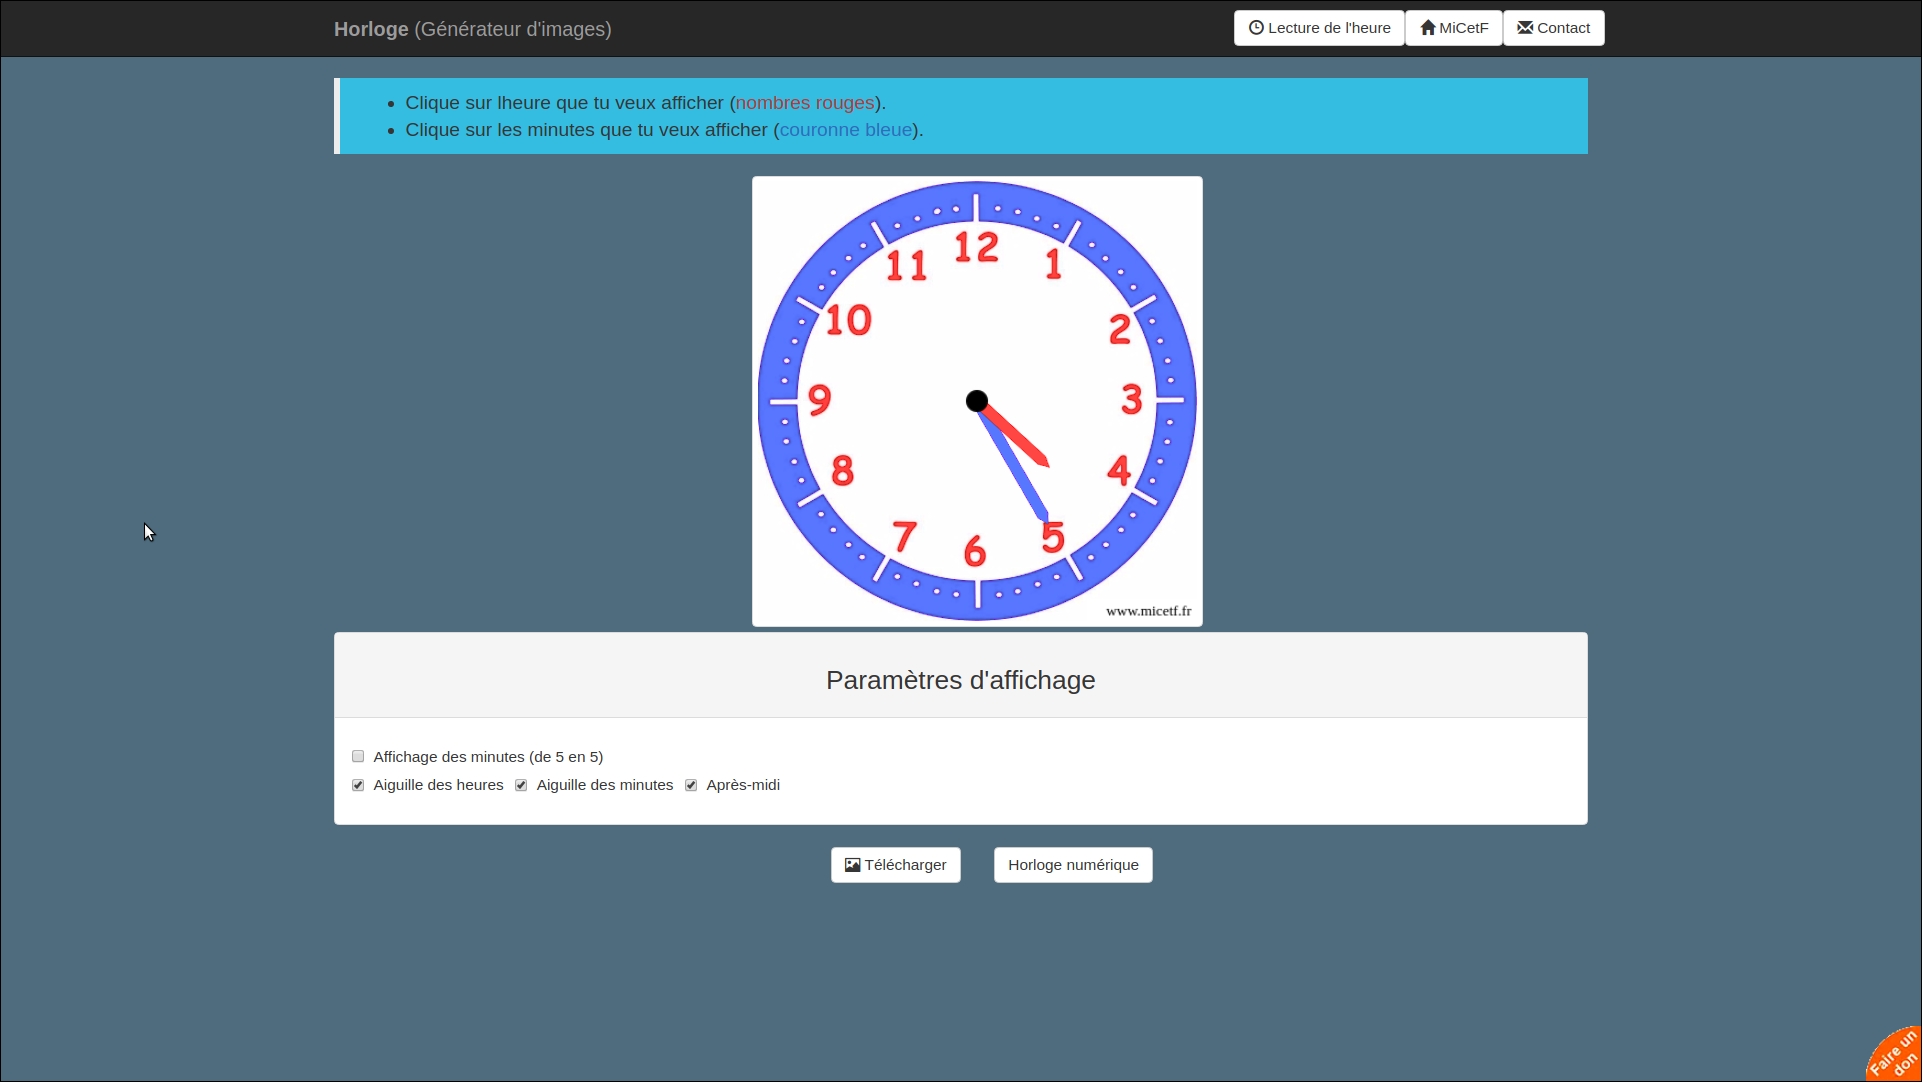 Horloge (Générateur d'images)
Lecture de l'heure
MiCetF
Contact
Clique sur lheure que tu veux afficher (nombres rouges).
Clique sur les minutes que tu veux afficher (couronne bleue).
12
1
2
3
4
5
6
7
8
9
10
11
www.micetf.fr
Paramètres d'affichage
Affichage des minutes (de 5 en 5)
Aiguille des heures Aiguille des minutes Après-midi
Télécharger
Horloge numérique
Faire un
don